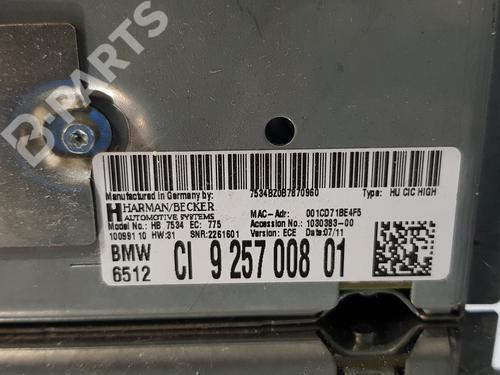 B-PARTS
Manufactured in Germany by: 7534BZ0B7870960 Type: HU CIC HIGH
HARMAN/BECKER
AUTOMOTIVE SYSTEMS
MAC-Adr: 001CD71BE4F5
Model No.: HB 7534 EC: 775 Accessory No.: 1030383-00
100991 10 HW:31 SNR:2261601 Version: ECE Date:07/11
BMW
6512 CI 9 257 008 01